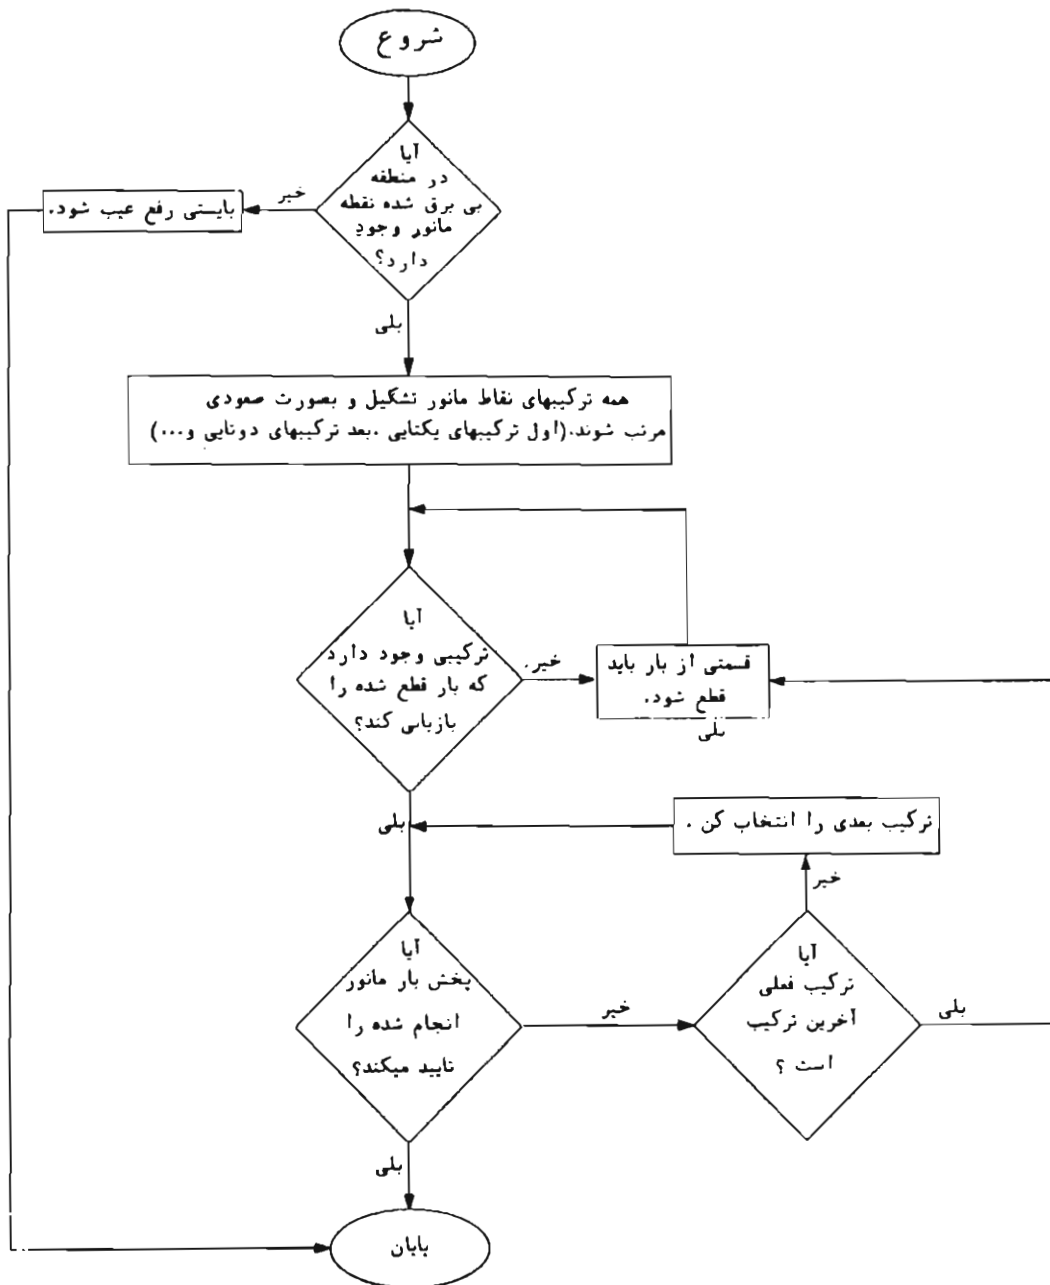 شروع
آیا
در منطقه
بی برق شده نقطه
مانور وجود
دارد؟
خیر
بایستی رفع عیب شود.
بلی
همه ترکیبهای نقاط مانور تشکیل و بصورت صعودی
مرتب شوند.(اول ترکیبهای یکتایی ،بعد ترکیبهای دوتایی و...)
آیا
ترکیبی وجود دارد
که بار قطع شده را
بازیابی کند؟
خیر.
قسمتی از بار باید
قطع شود.
بلی
بلی
ترکیب بعدی را انتخاب کن .
خیر
آیا
پخش بار مانور
انجام شده را
تایید میکند؟
خیر
آیا
ترکیب فعلی
آخرین ترکیب
است ؟
بلی
بلی
پایان